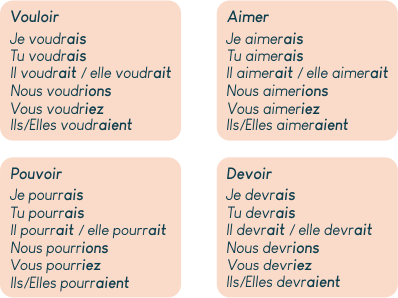 Vouloir
Je voudrais
Tu voudrais
Il voudrait / elle voudrait
Nous voudrions
Vous voudriez
Ils/Elles voudraient
Aimer
Je aimerais
Tu aimerais
Il aimerait / elle aimerait
Nous aimerions
Vous aimeriez
Ils/Elles aimeraient
Pouvoir
Je pourrais
Tu pourrais
Il pourrait / elle pourrait
Nous pourrions
Vous pourriez
Ils/Elles pourraient
Devoir
Je devrais
Tu devrais
Il devrait / elle devrait
Nous devrions
Vous devriez
Ils/Elles devraient